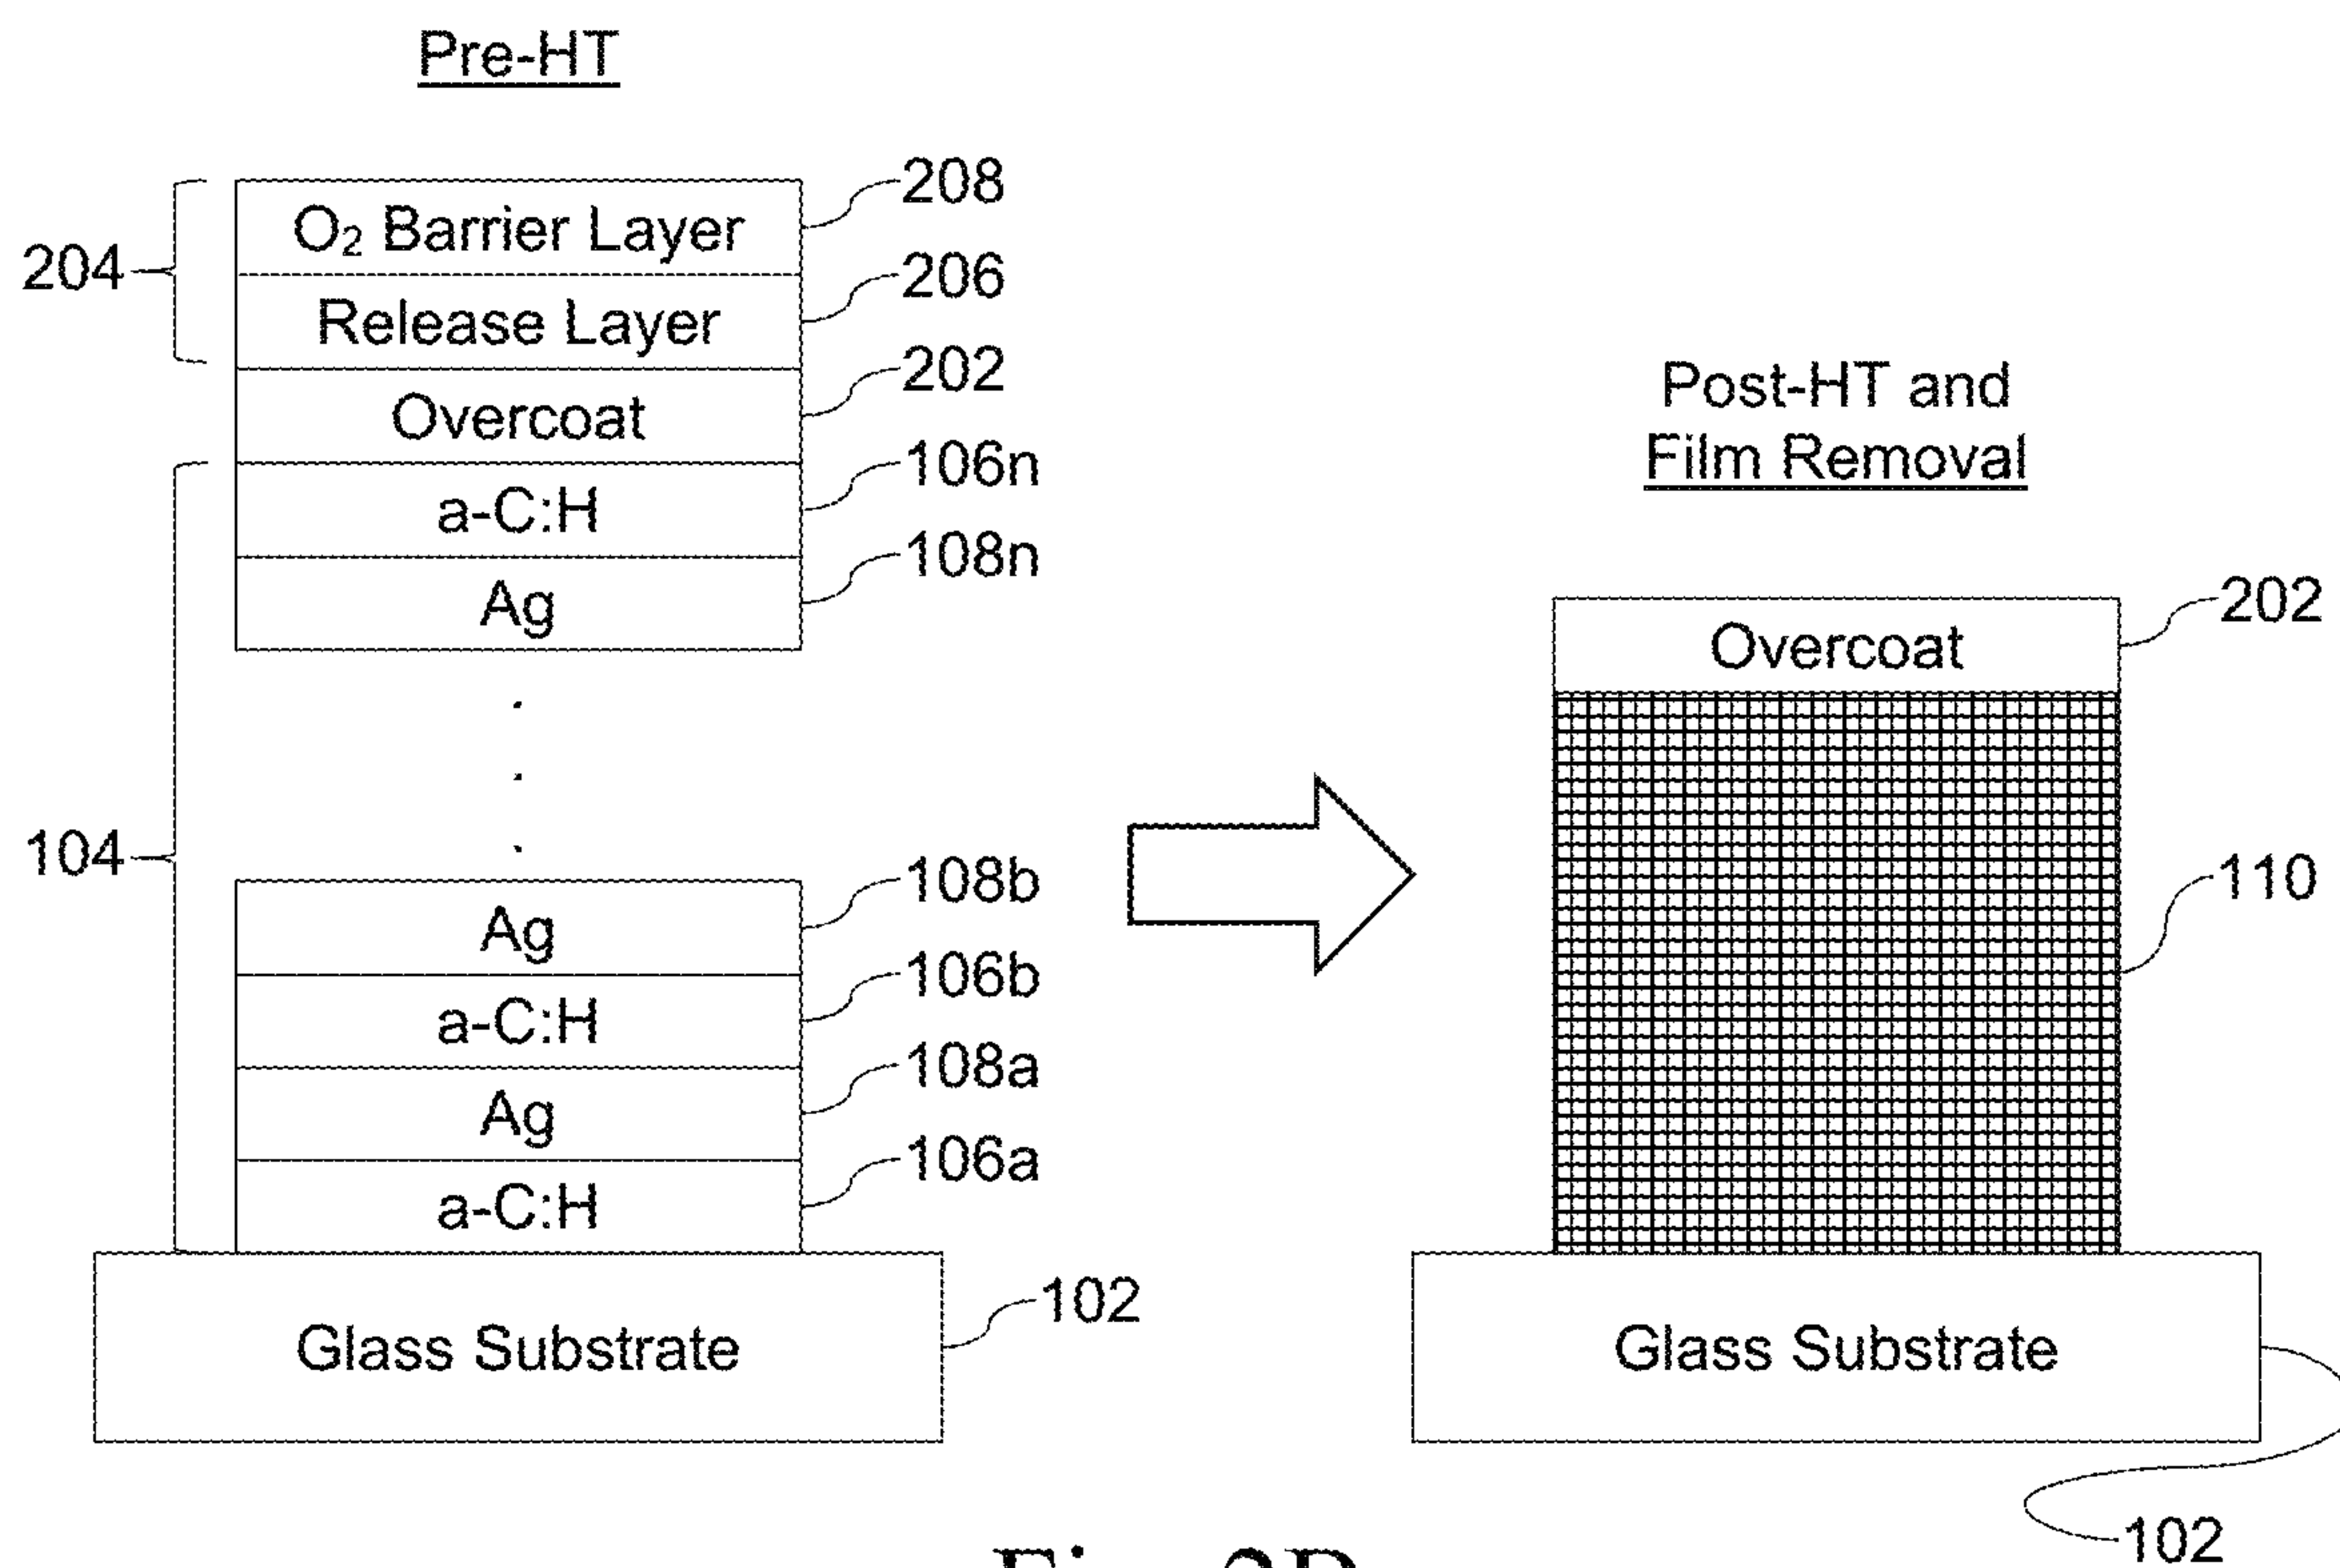 Pre-HT
208
O₂ Barrier Layer
204
206
Release Layer
202
Overcoat
106n
a-C:H
108n
Ag
104
108b
Ag
106b
a-C:H
108a
Ag
106a
a-C:H
102
Glass Substrate
Post-HT and
Film Removal
202
Overcoat
110
Glass Substrate
102